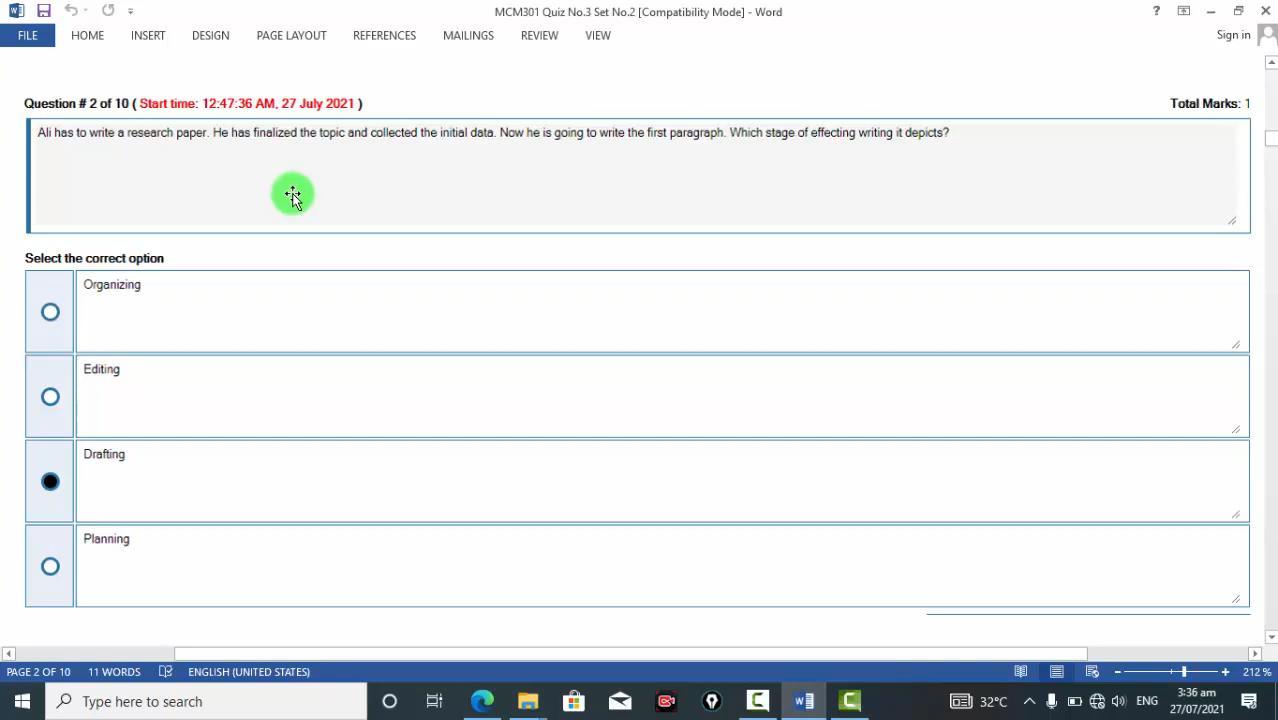 MCM301 Quiz No.3 Set No.2 [Compatibility Mode] - Word
?
FILE HOME INSERT DESIGN PAGE LAYOUT REFERENCES MAILINGS REVIEW VIEW Sign in
Question # 2 of 10 ( Start time: 12:47:36 AM, 27 July 2021 ) Total Marks: 1
Ali has to write a research paper. He has finalized the topic and collected the initial data. Now he is going to write the first paragraph. Which stage of effecting writing it depicts?
Select the correct option
Organizing
Editing
Drafting
Planning
PAGE 2 OF 10 11 WORDS ENGLISH (UNITED STATES) 212 %
Type here to search 32°C ENG 3:36 am
27/07/2021